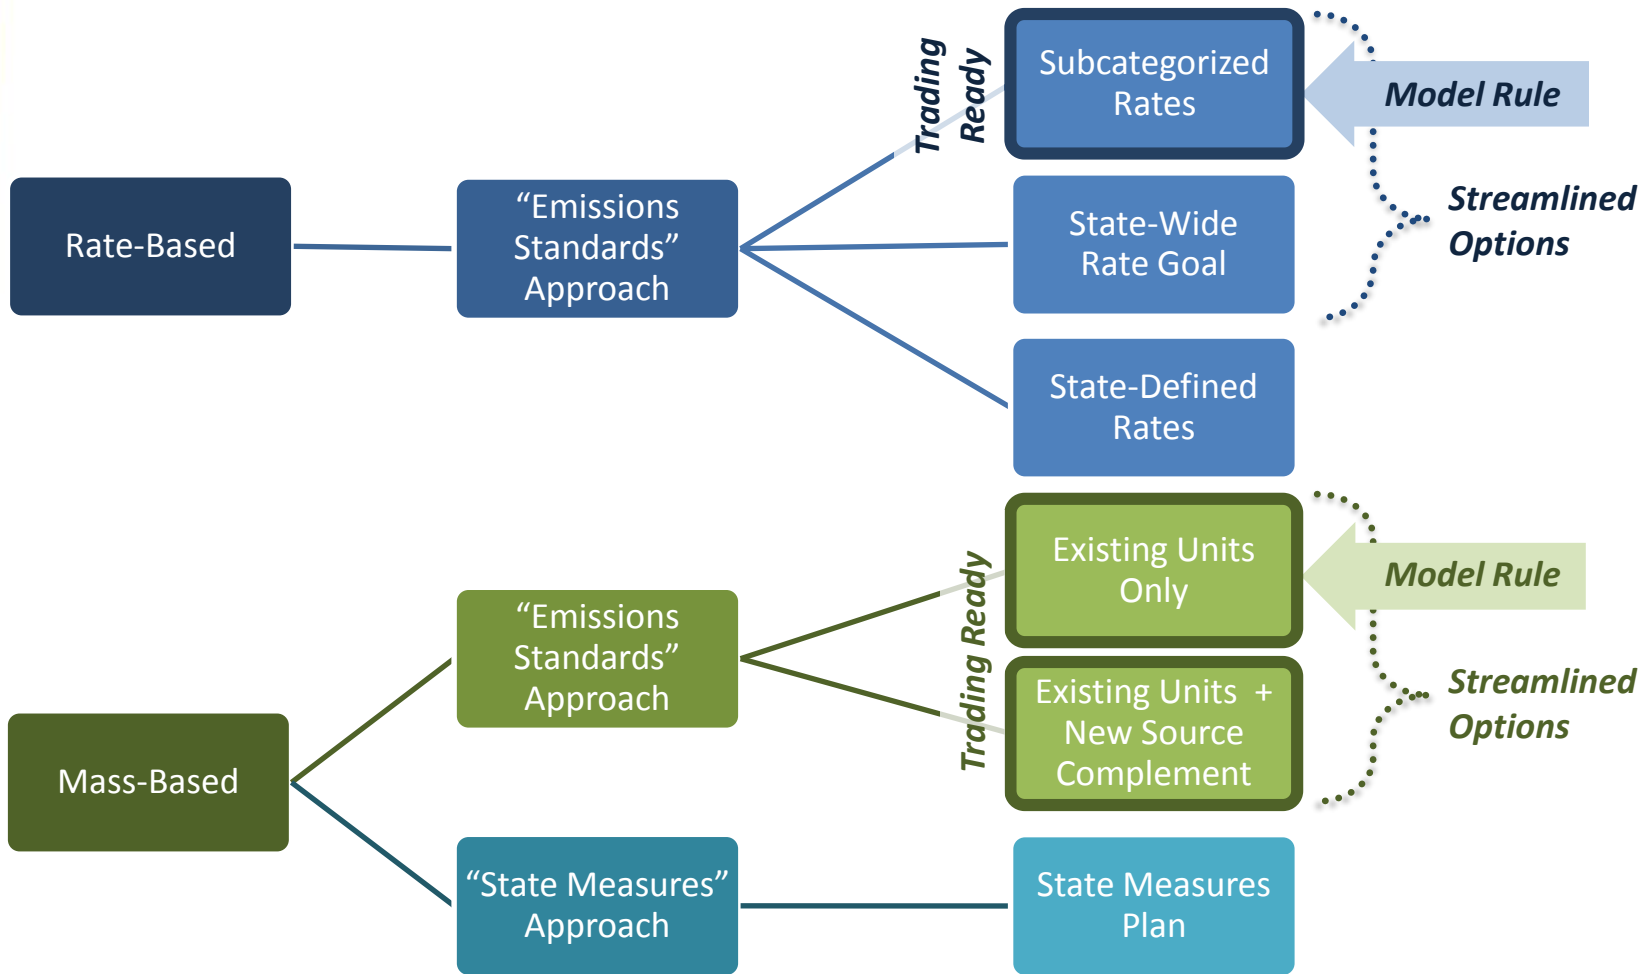 Trading
Ready
Subcategorized
Rates
Model Rule
Rate-Based
“Emissions
Standards”
Approach
State-Wide
Rate Goal
Streamlined
Options
State-Defined
Rates
Trading Ready
Existing Units
Only
Model Rule
“Emissions
Standards”
Approach
Existing Units +
New Source
Complement
Streamlined
Options
Mass-Based
“State Measures”
Approach
State Measures
Plan